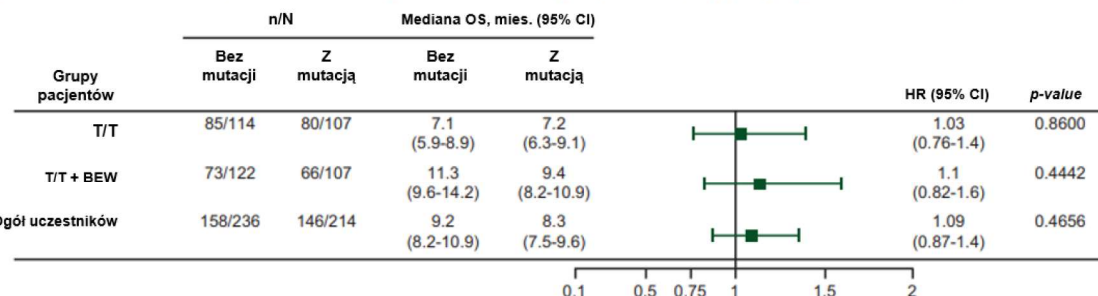 n/N Mediana OS, mies. (95% CI)
Grupy pacjentów Bez mutacji Z mutacją Bez mutacji Z mutacją HR (95% CI) p-value
T/T 85/114 80/107 7.1 7.2 1.03 0.8600
(5.9-8.9) (6.3-9.1) (0.76-1.4)
T/T + BEW 73/122 66/107 11.3 9.4 1.1 0.4442
(9.6-14.2) (8.2-10.9) (0.82-1.6)
Ogół uczestników 158/236 146/214 9.2 8.3 1.09 0.4656
(8.2-10.9) (7.5-9.6) (0.87-1.4)
0.1 0.5 0.75 1 1.5 2